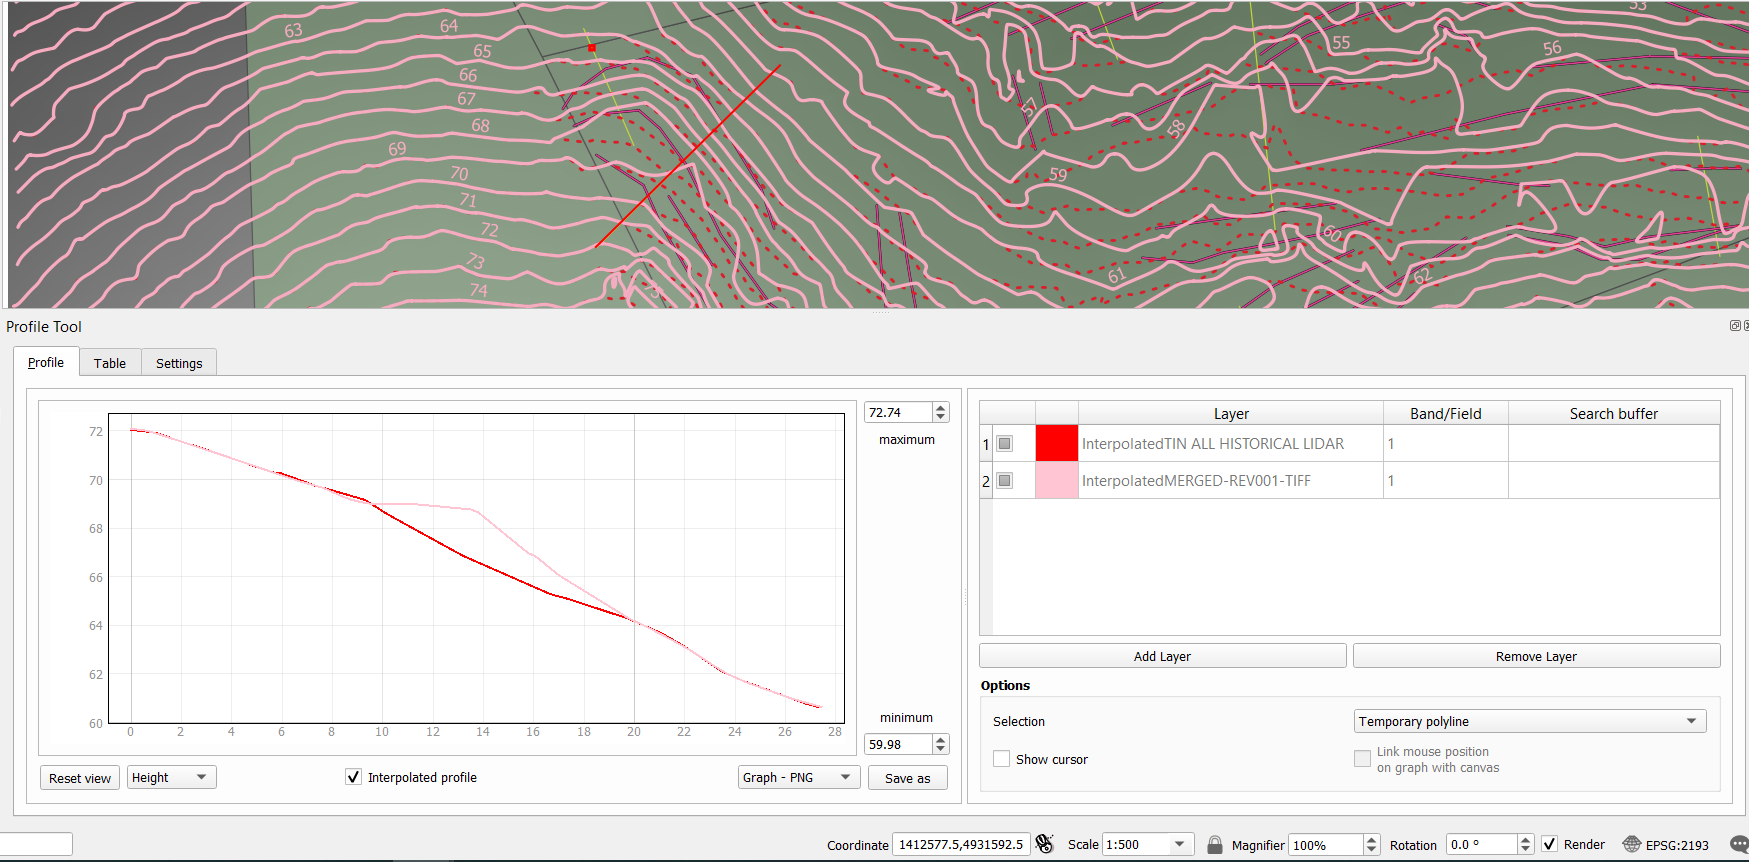 53
63
64
65
66
67
68
69
70
71
72
73
74
55
56
57
58
59
60
61
62
Profile Tool
Profile Table Settings
72
70
68
66
64
62
60
0 2 4 6 8 10 12 14 16 18 20 22 24 26 28
72.74
maximum
minimum
59.98
Reset view Height Interpolated profile Graph - PNG Save as
Layer Band/Field Search buffer
1 InterpolatedTIN ALL HISTORICAL LIDAR 1
2 InterpolatedMERGED-REV001-TIFF 1
Add Layer Remove Layer
Options
Selection Temporary polyline
Show cursor Link mouse position
on graph with canvas
Coordinate 1412577.5,4931592.5 Scale 1:500 Magnifier 100% Rotation 0.0 ° Render EPSG:2193